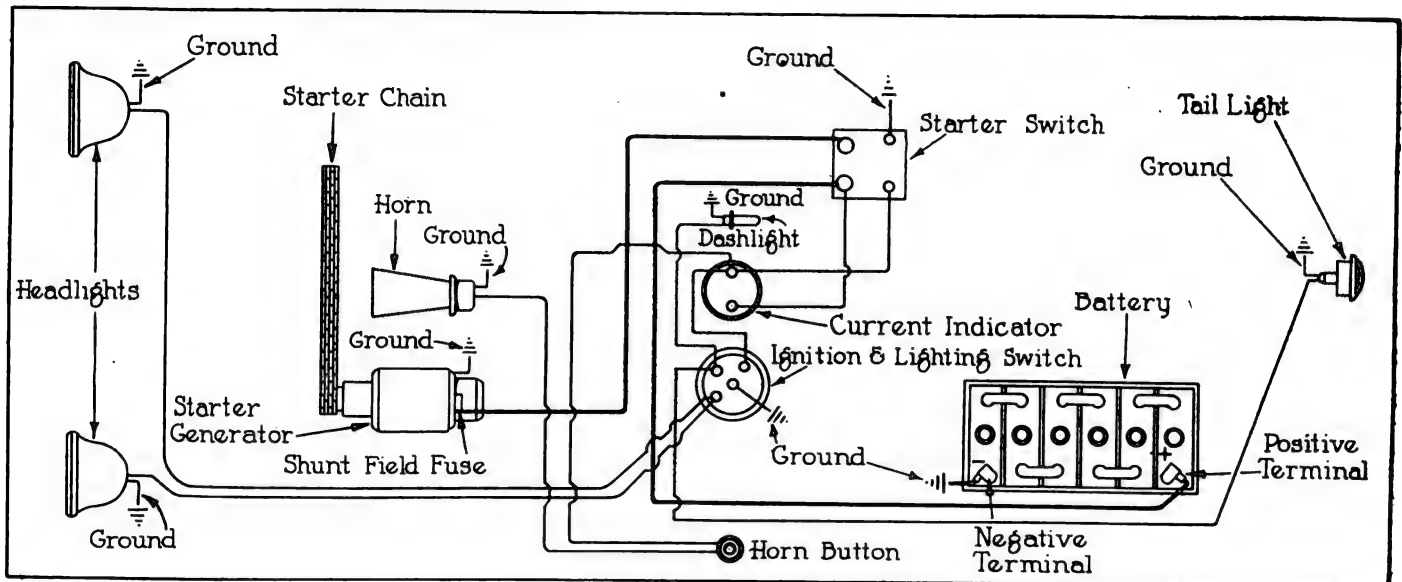 Ground
Starter Chain
Ground
Tail Light
Starter Switch
Ground
Horn
Ground
Ground
Dashlight
Headlights
Battery
Current Indicator
Ground
Ignition & Lighting Switch
Starter
Generator
Shunt Field Fuse
Ground
Positive
Terminal
- +
Ground
Horn Button
Negative
Terminal